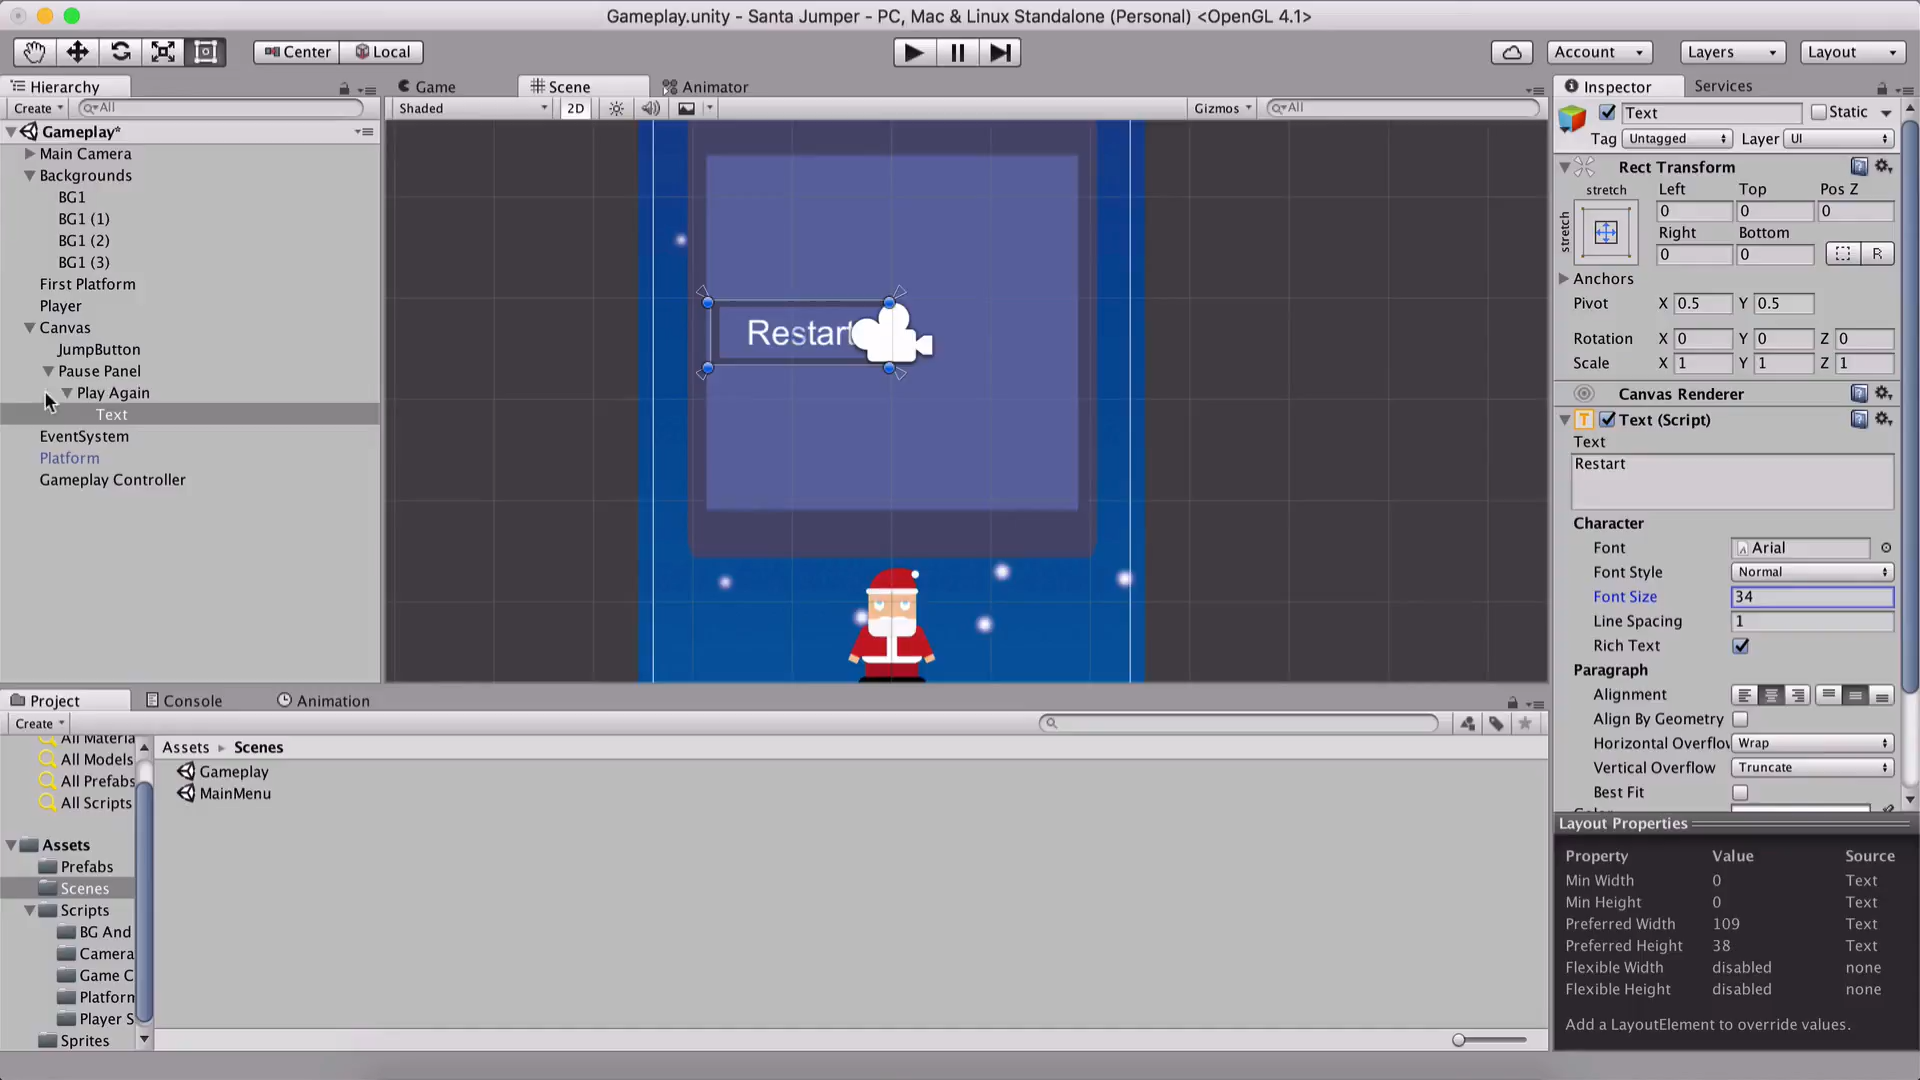 Gameplay.unity - Santa Jumper - PC, Mac & Linux Standalone (Personal) <OpenGL 4.1>
Center Local Account Layers Layout
Hierarchy
Create All
Gameplay*
Main Camera
Backgrounds
BG1
BG1 (1)
BG1 (2)
BG1 (3)
First Platform
Player
Canvas
JumpButton
Pause Panel
Play Again
Text
EventSystem
Platform
Gameplay Controller
Game Scene Animator
Shaded 2D Gizmos All
Restart
Inspector Services
Text Static
Tag Untagged Layer UI
Rect Transform
stretch Left Top Pos Z
stretch 0 0 0
Right Bottom
0 0 R
Anchors
Pivot X 0.5 Y 0.5
Rotation X 0 Y 0 Z 0
Scale X 1 Y 1 Z 1
Canvas Renderer
T Text (Script)
Text
Restart
Character
Font Arial
Font Style Normal
Font Size 34
Line Spacing 1
Rich Text
Paragraph
Alignment
Align By Geometry
Horizontal Overflow Wrap
Vertical Overflow Truncate
Best Fit
Layout Properties
Property Value Source
Min Width 0 Text
Min Height 0 Text
Preferred Width 109 Text
Preferred Height 38 Text
Flexible Width disabled none
Flexible Height disabled none
Add a LayoutElement to override values.
Project Console Animation
Create
All Materia
All Models
All Prefabs
All Scripts
Assets
Prefabs
Scenes
Scripts
BG And
Camera
Game C
Platform
Player S
Sprites
Assets Scenes
Gameplay
MainMenu